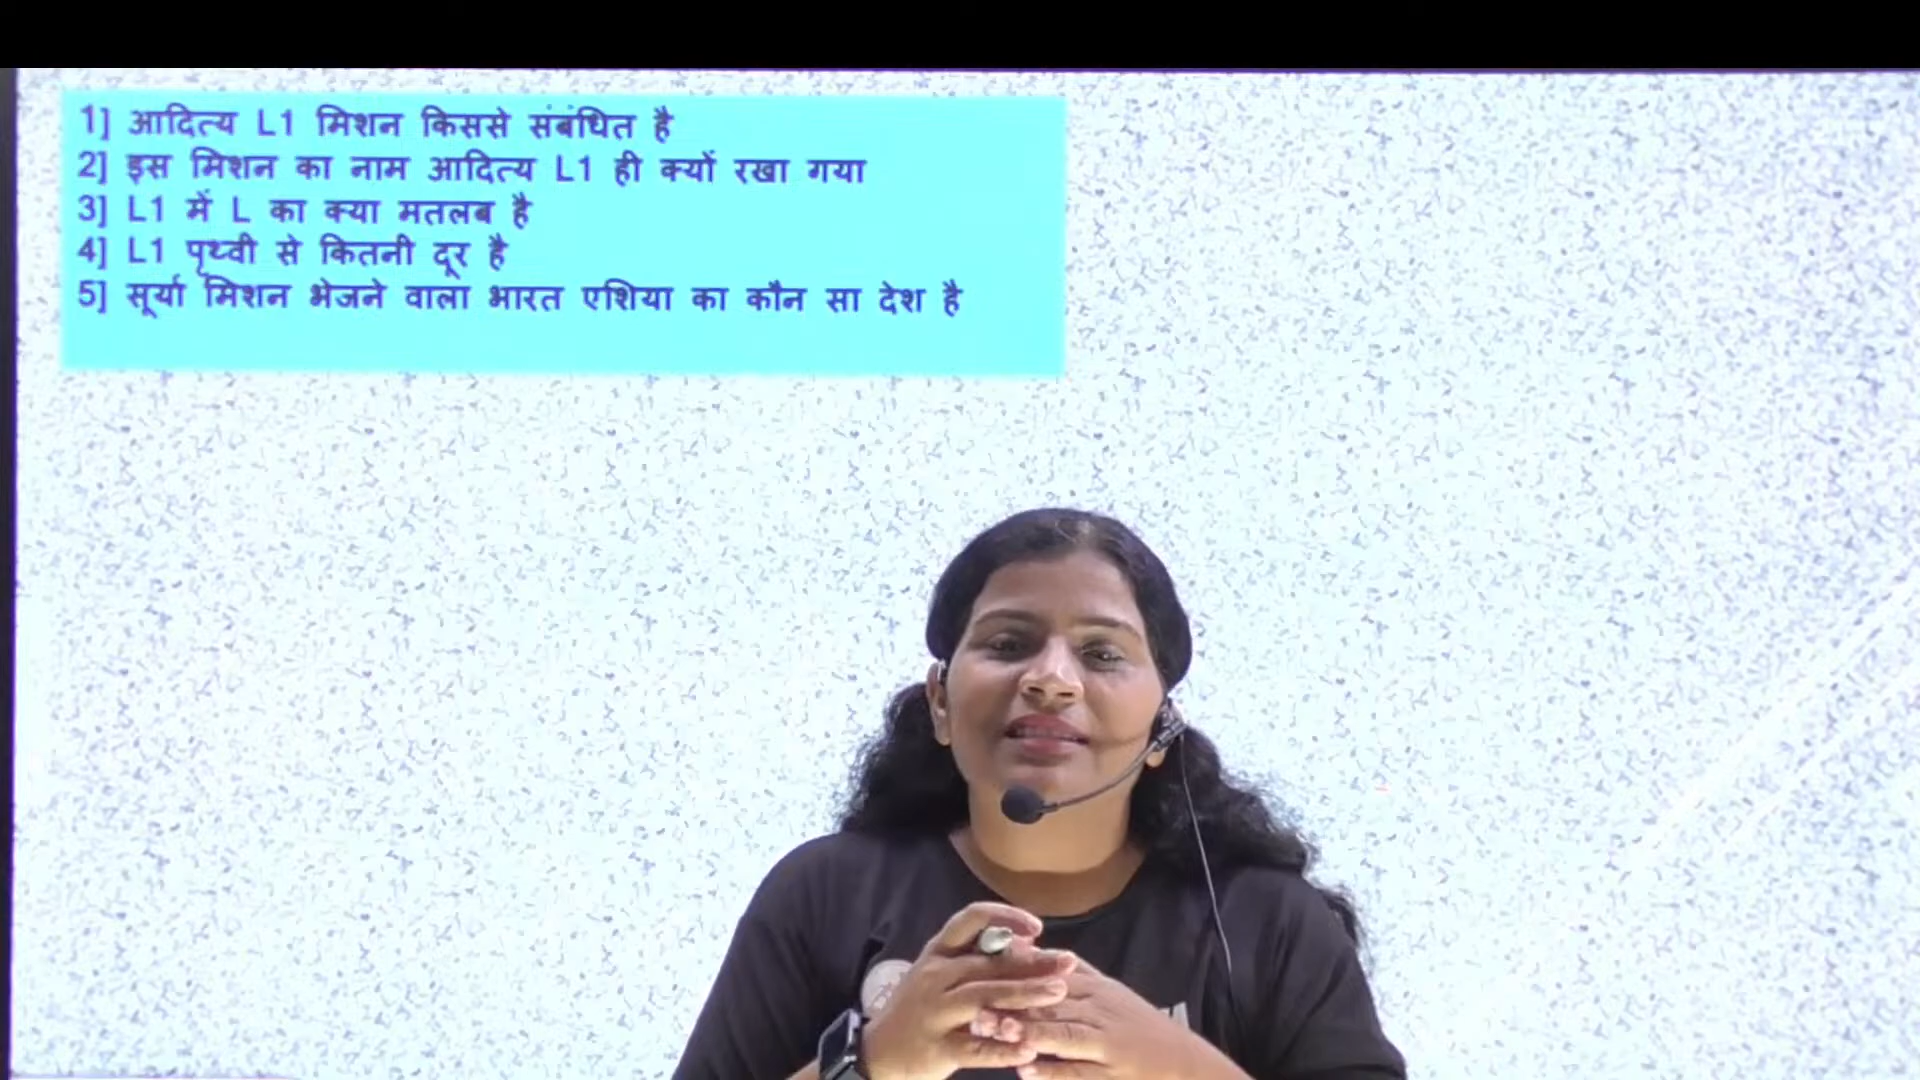 1] आदित्य L1 मिशन किससे संबंधित है
2] इस मिशन का नाम आदित्य L1 ही क्यों रखा गया
3] L1 में L का क्या मतलब है
4] L1 पृथ्वी से कितनी दूर है
5] सूर्या मिशन भेजने वाला भारत एशिया का कौन सा देश है